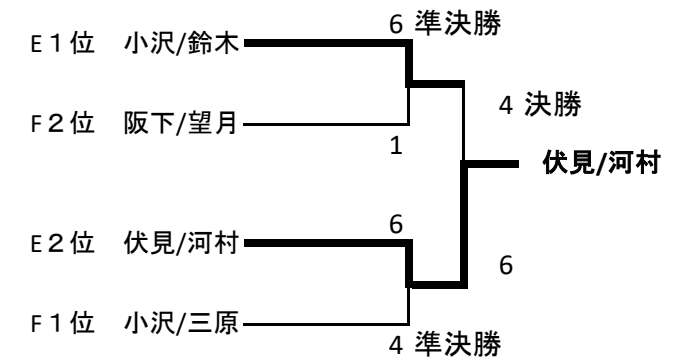 6 準決勝
E１位 小沢/鈴木
4 決勝
F２位 阪下/望月
1
伏見/河村
6
E２位 伏見/河村
6
F１位 小沢/三原
4 準決勝